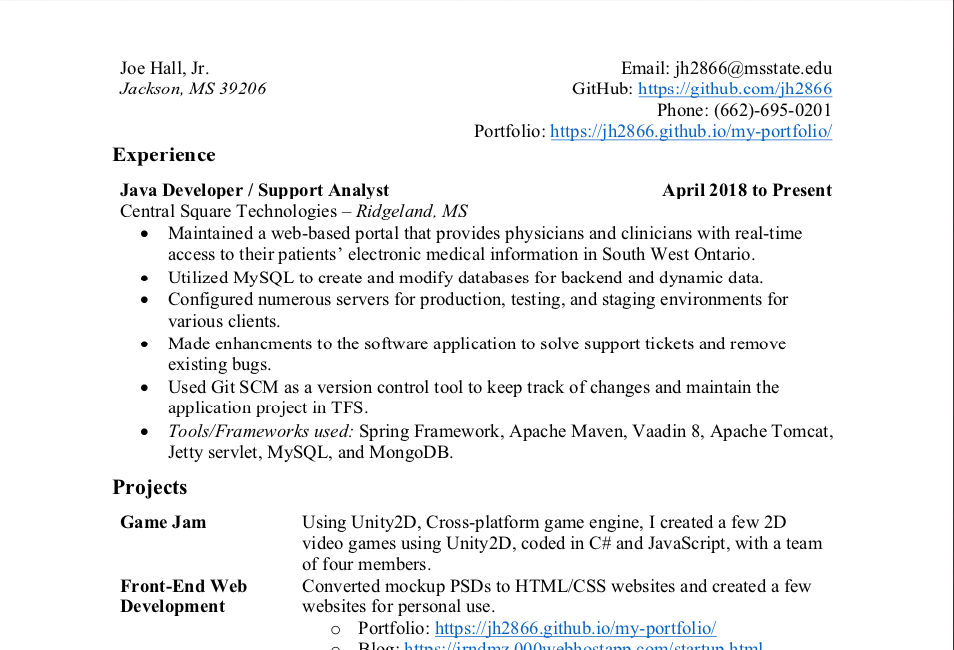 Joe Hall, Jr.
Email: jh2866@msstate.edu
Jackson, MS 39206
GitHub: https://github.com/jh2866
Phone: (662)-695-0201
Portfolio: https://jh2866.github.io/my-portfolio/
Experience
Java Developer / Support Analyst
April 2018 to Present
Central Square Technologies – Ridgeland, MS
• Maintained a web-based portal that provides physicians and clinicians with real-time
access to their patients’ electronic medical information in South West Ontario.
• Utilized MySQL to create and modify databases for backend and dynamic data.
• Configured numerous servers for production, testing, and staging environments for
various clients.
• Made enhancments to the software application to solve support tickets and remove
existing bugs.
• Used Git SCM as a version control tool to keep track of changes and maintain the
application project in TFS.
• Tools/Frameworks used: Spring Framework, Apache Maven, Vaadin 8, Apache Tomcat,
Jetty servlet, MySQL, and MongoDB.
Projects
Game Jam
Using Unity2D, Cross-platform game engine, I created a few 2D
video games using Unity2D, coded in C# and JavaScript, with a team
of four members.
Front-End Web
Development
Converted mockup PSDs to HTML/CSS websites and created a few
websites for personal use.
o Portfolio: https://jh2866.github.io/my-portfolio/
o Blog: